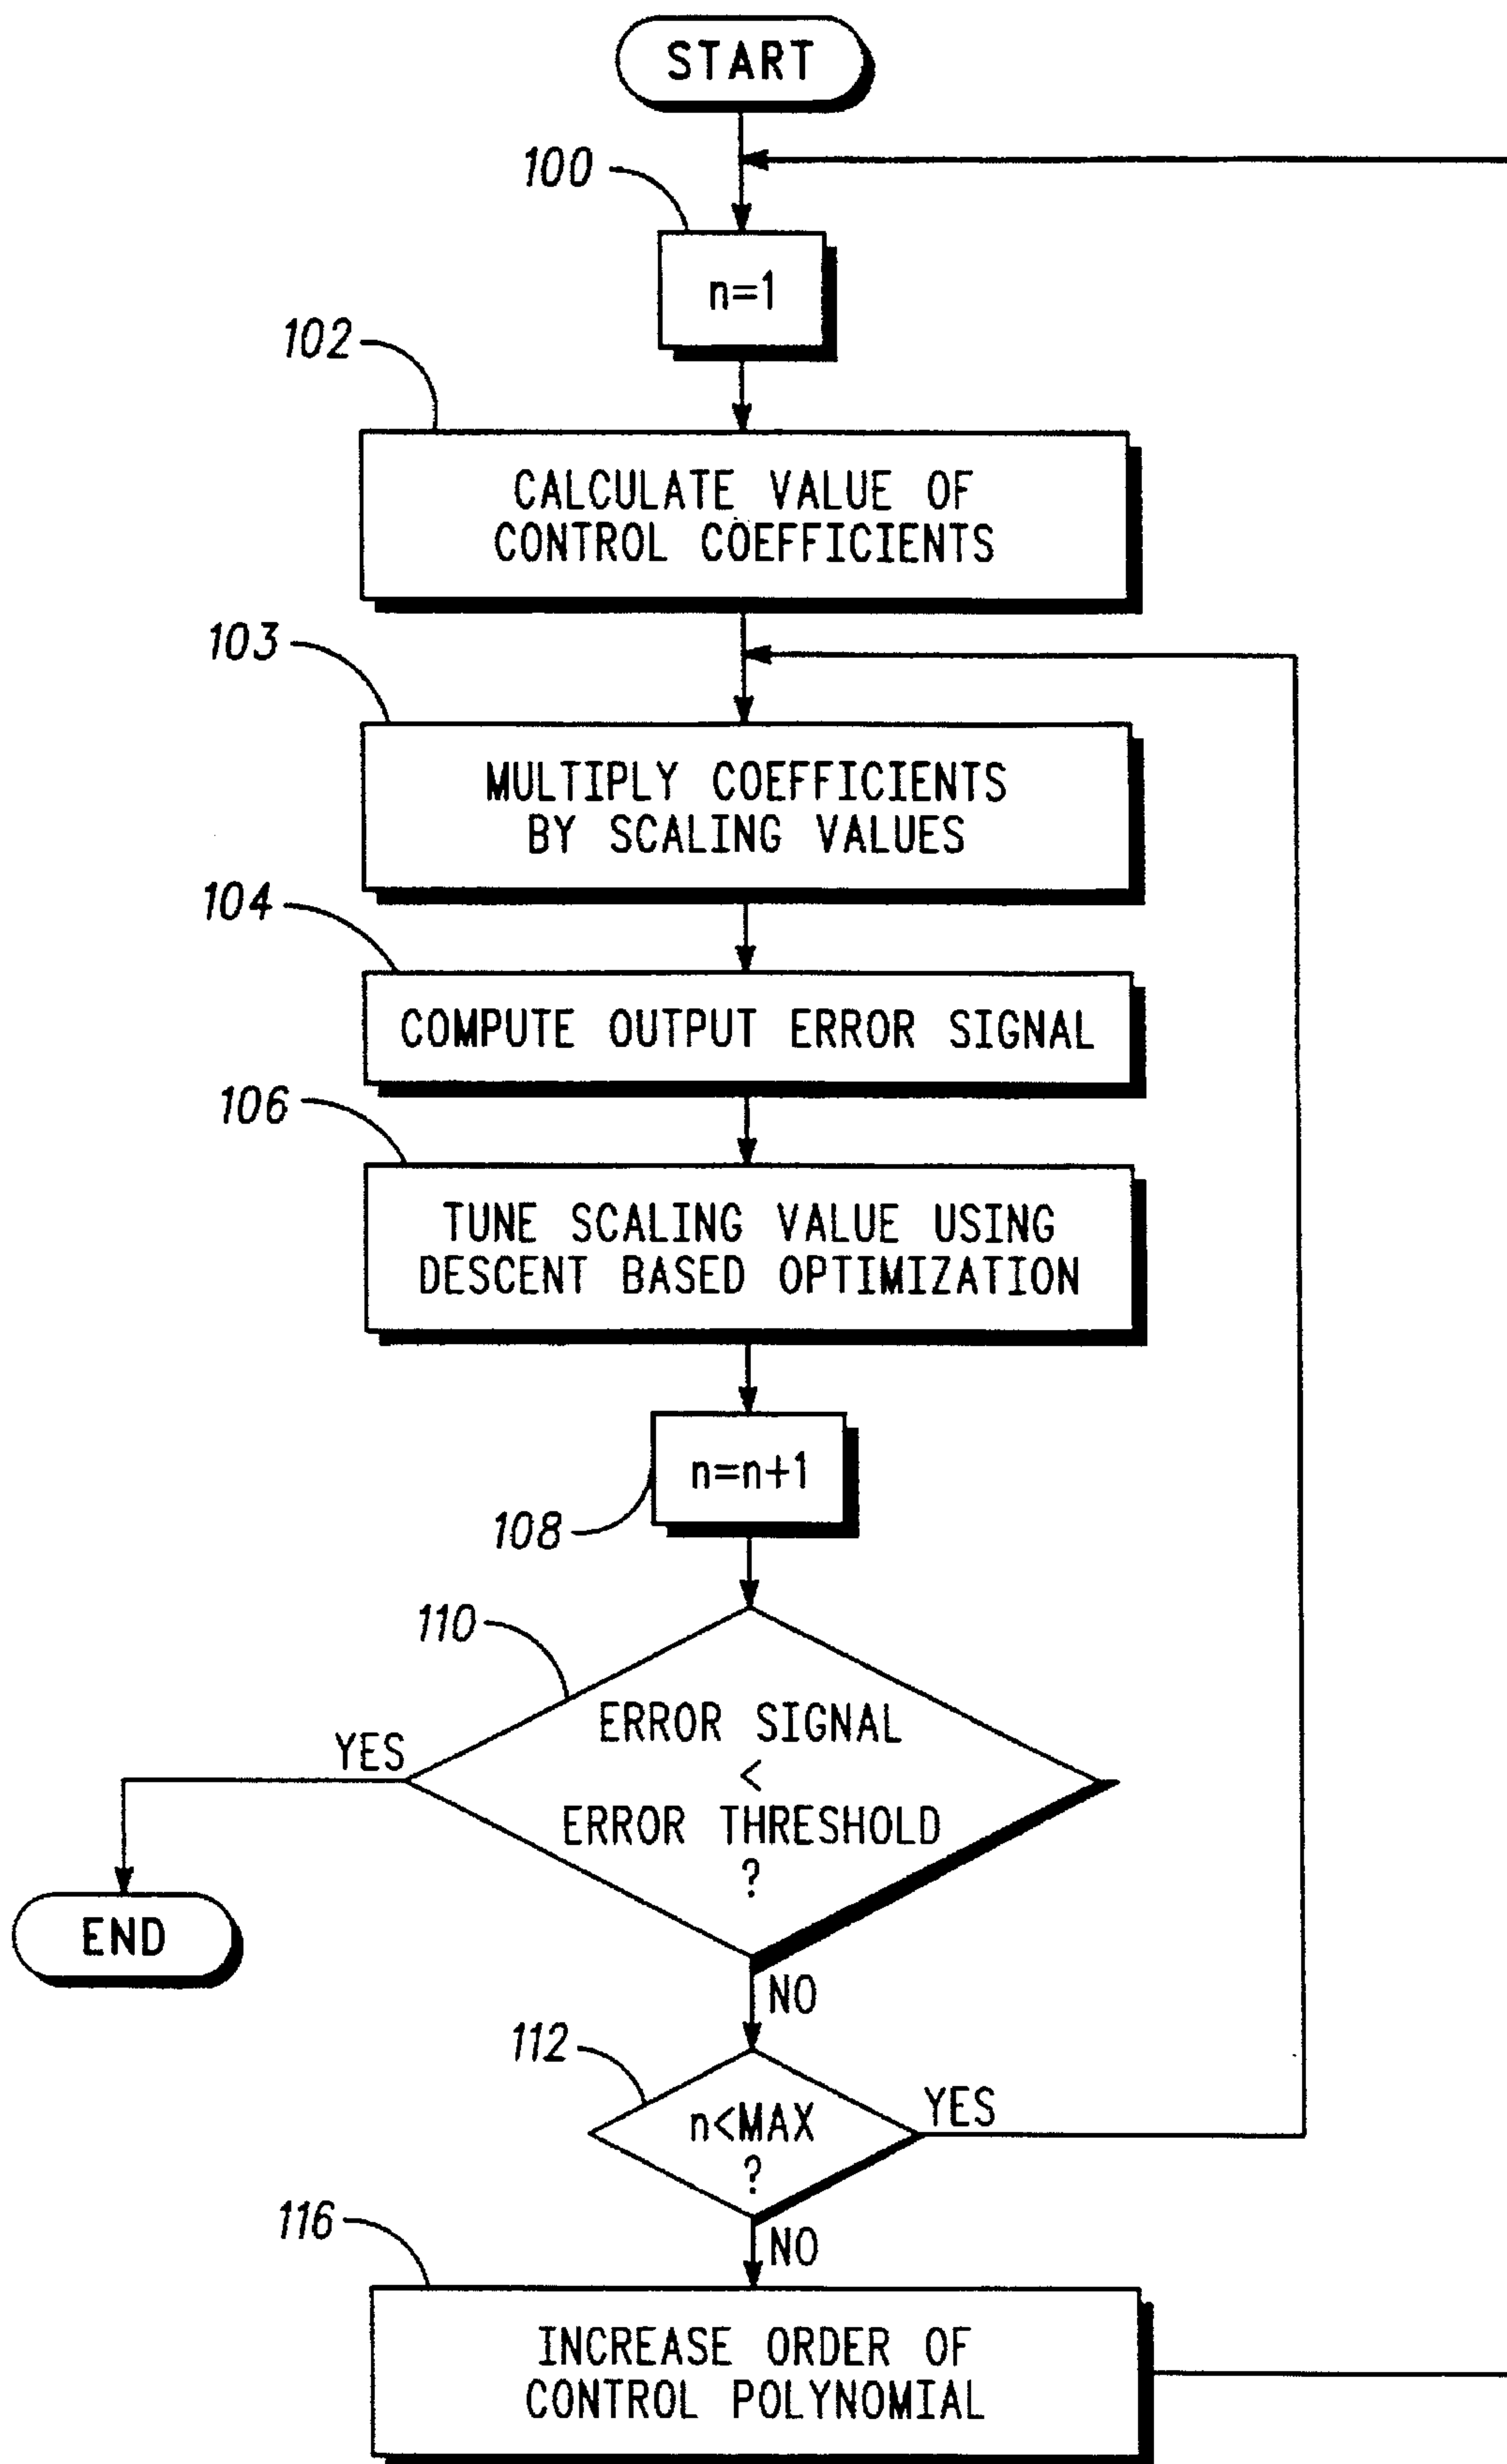 START
100
n=1
102
CALCULATE VALUE OF
CONTROL COEFFICIENTS
103
MULTIPLY COEFFICIENTS
BY SCALING VALUES
104
COMPUTE OUTPUT ERROR SIGNAL
106
TUNE SCALING VALUE USING
DESCENT BASED OPTIMIZATION
n=n+1
108
110
ERROR SIGNAL
<
ERROR THRESHOLD
?
YES
END
NO
112
n<MAX
?
YES
NO
116
INCREASE ORDER OF
CONTROL POLYNOMIAL